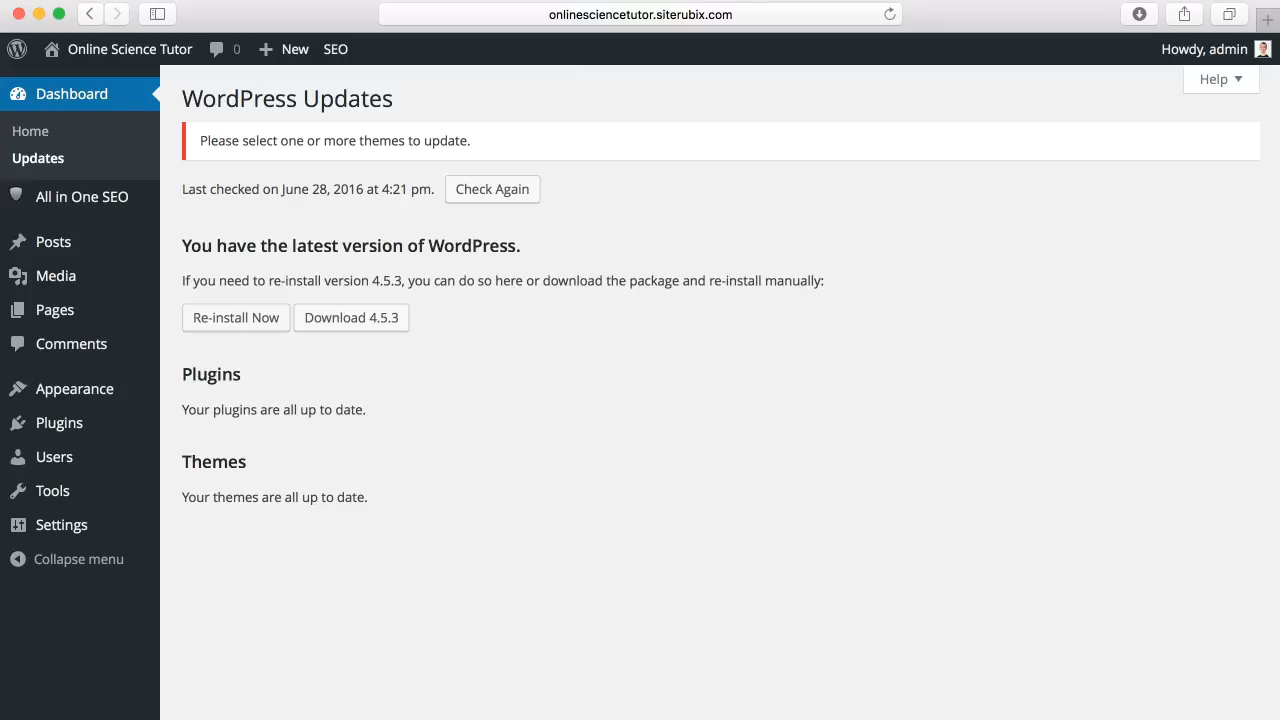 onlinesciencetutor.siterubix.com
Online Science Tutor 0 New SEO Howdy, admin
Help
Dashboard
Home
Updates
All in One SEO
Posts
Media
Pages
Comments
Appearance
Plugins
Users
Tools
Settings
Collapse menu
WordPress Updates
Please select one or more themes to update.
Last checked on June 28, 2016 at 4:21 pm. Check Again
You have the latest version of WordPress.
If you need to re-install version 4.5.3, you can do so here or download the package and re-install manually:
Re-install Now Download 4.5.3
Plugins
Your plugins are all up to date.
Themes
Your themes are all up to date.